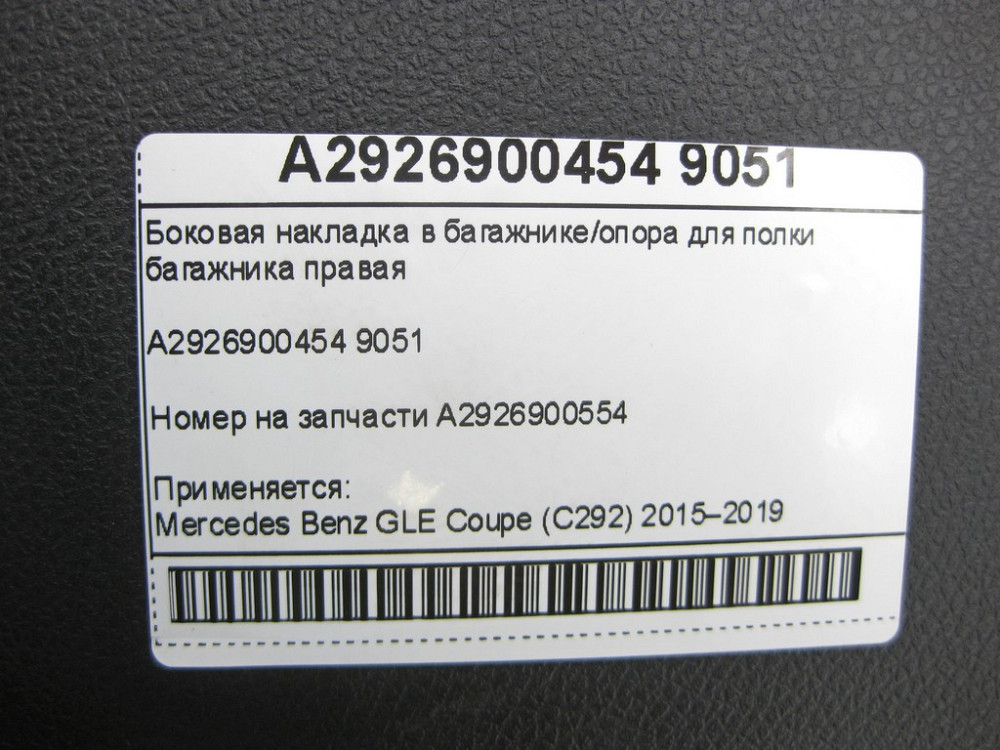 A2926900454 9051
Боковая накладка в багажнике/опора для полки
багажника правая
A2926900454 9051
Номер на запчасти A2926900554
Применяется:
Mercedes Benz GLE Coupe (C292) 2015–2019